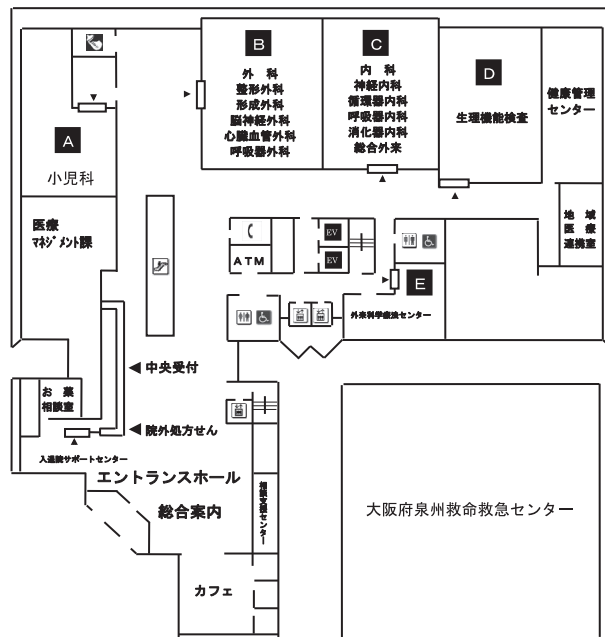 B
外 科
整形外科
形成外科
脳神経外科
心臓血管外科
呼吸器外科
C
内 科
神経内科
循環器内科
呼吸器内科
消化器内科
総合外来
D
生理機能検査
健康管理
センター
A
小児科
医療
マネジメント課
ATM
EV
EV
地 域
医 療
連携室
E
外来科学療法センター
中央受付
お 薬
相談室
院外処方せん
入退院サポートセンター
エントランスホール
総合案内
相談支援センター
カフェ
大阪府泉州救命救急センター